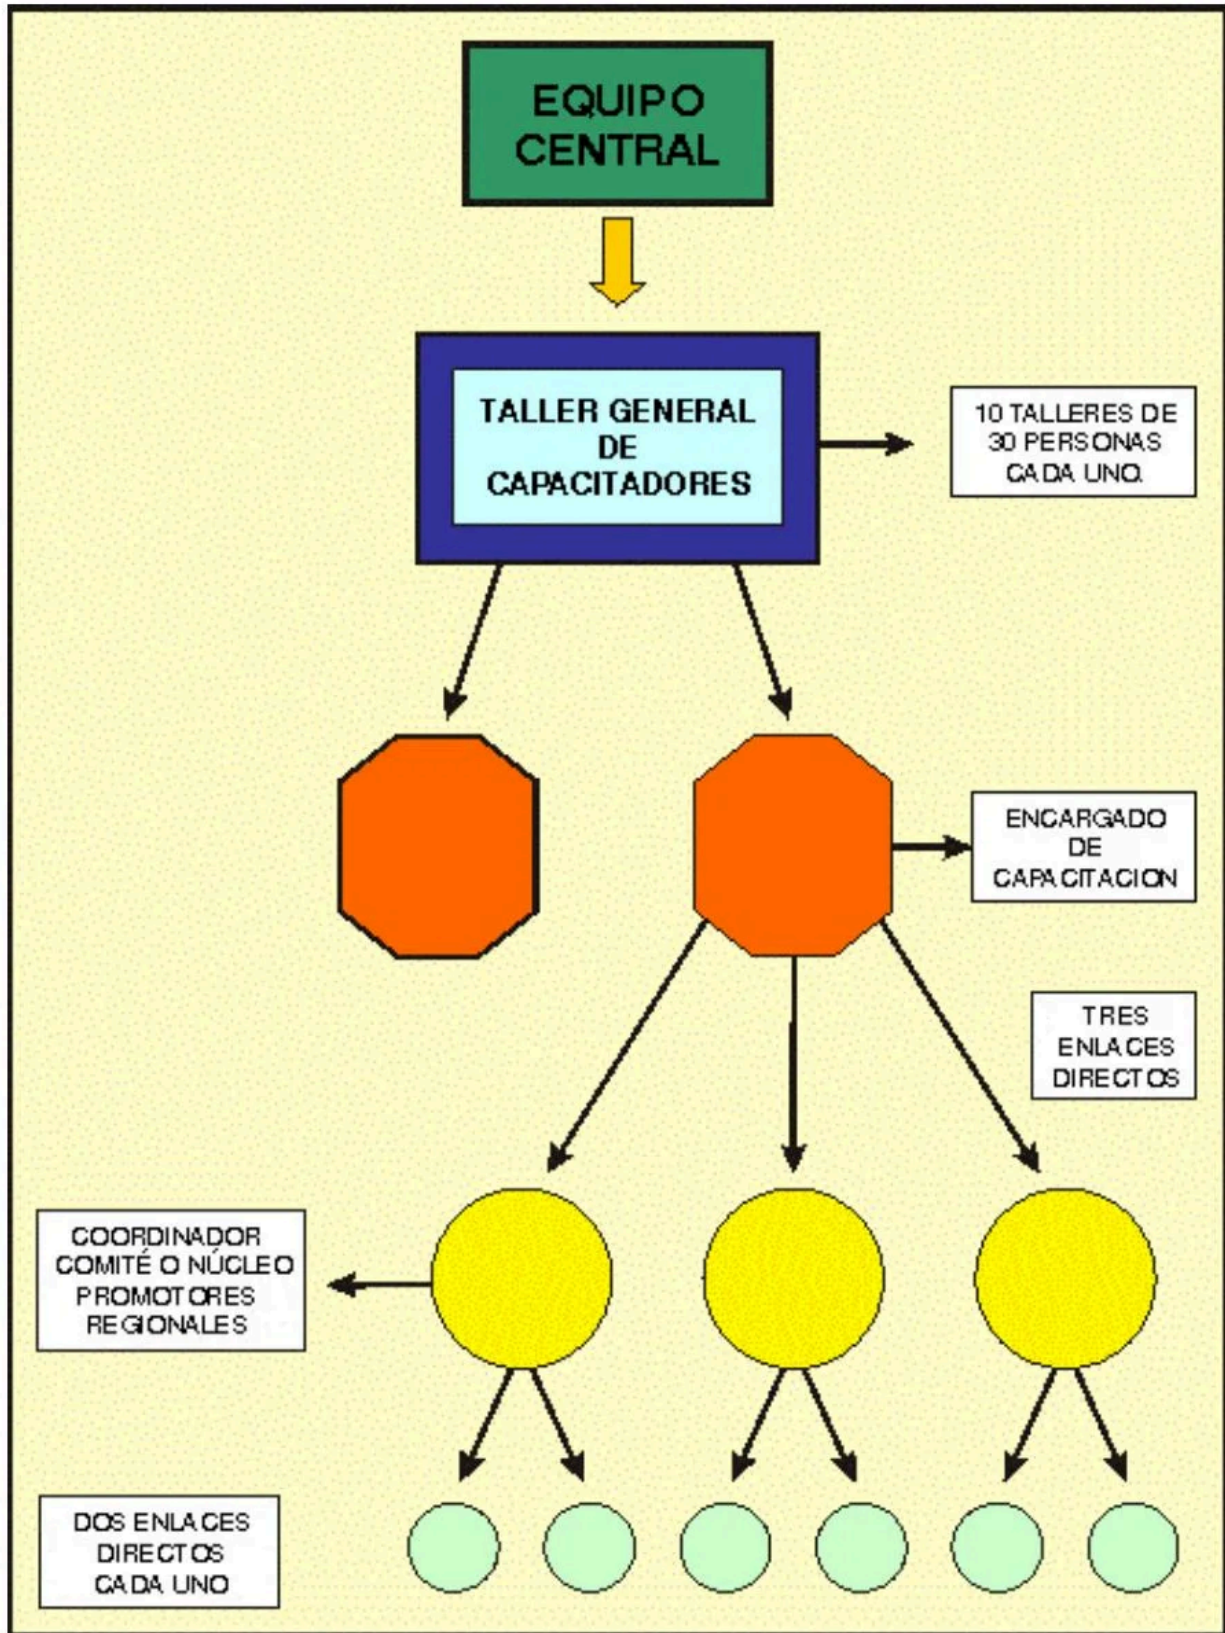 EQUIPO
CENTRAL
TALLER GENERAL
DE
CAPACITADORES
10 TALLERES DE
30 PERSONAS
CADA UNO.
ENCARGADO
DE
CAPACITACION
TRES
ENLACES
DIRECTOS
COORDINADOR
COMITÉ O NÚCLEO
PROMOTORES
REGIONALES
DOS ENLACES
DIRECTOS
CADA UNO